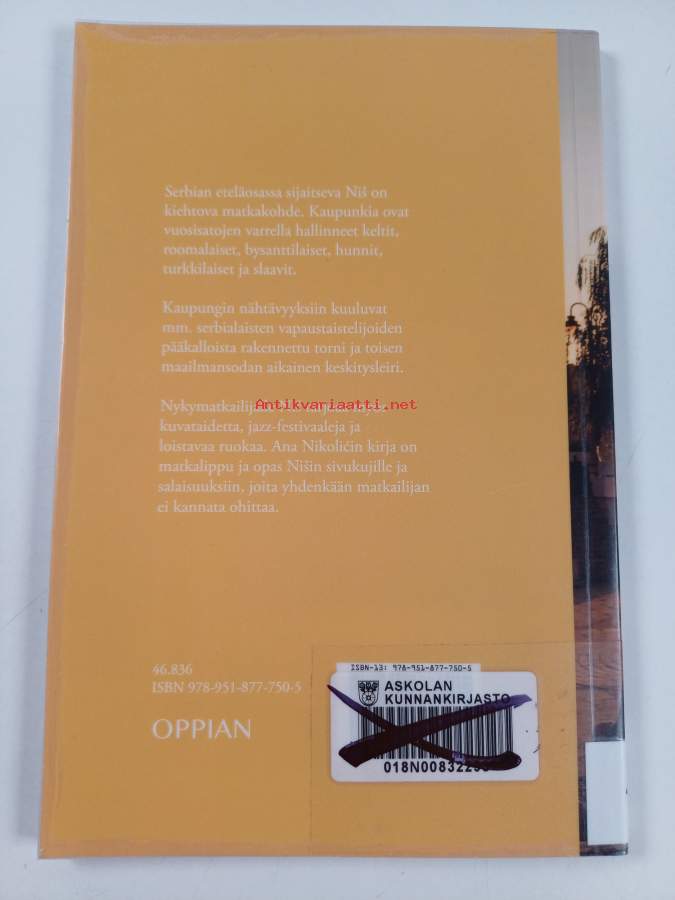 Serbian eteläosassa sijaitseva Niš on
kiehtova matkakohde. Kaupunkia ovat
vuosisatojen varrella hallinneet keltit,
roomalaiset, bysanttilaiset, hunnit,
turkkilaiset ja slaavit.
Kaupungin nähtävyyksiin kuuluvat
mm. serbialaisten vapaustaistelijoiden
pääkalloista rakennettu torni ja toisen
maailmansodan aikainen keskitysleiri.
Antikvariaatti.net
kuvataidetta, jazz-festivaaleja ja
loistavaa ruokaa. Ana Nikolićin kirja on
matkalippu ja opas Nišin sivukujille ja
salaisuuksiin, joita yhdenkään matkailijan
ei kannata ohittaa.
46.836
ISBN 978-951-877-750-5
OPPIAN
ISBN-13: 978-951-877-750-5
ASKOLAN
KUNNANKIRJASTO